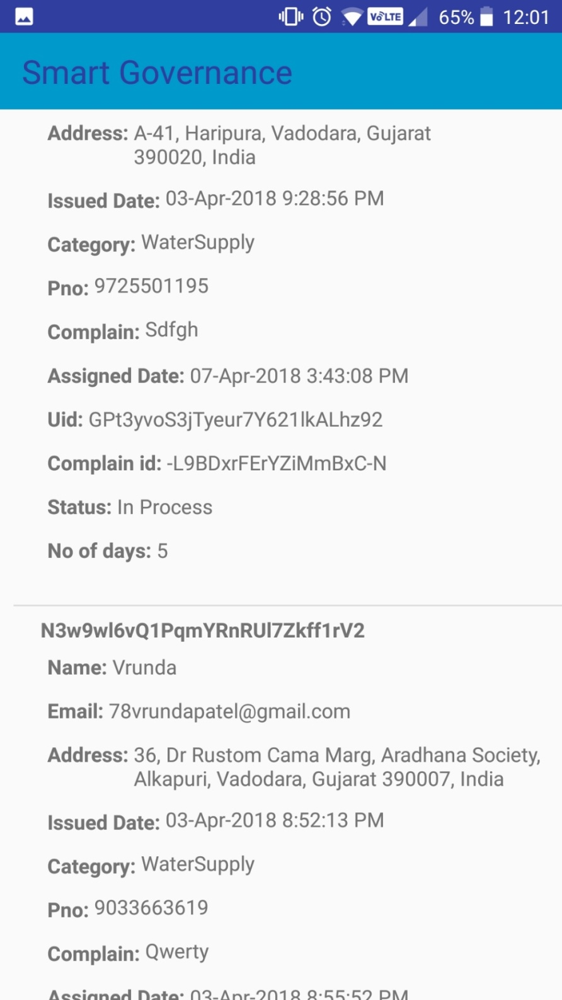 VoLTE 65% 12:01
Smart Governance
Address: A-41, Haripura, Vadodara, Gujarat
390020, India
Issued Date: 03-Apr-2018 9:28:56 PM
Category: WaterSupply
Pno: 9725501195
Complain: Sdfgh
Assigned Date: 07-Apr-2018 3:43:08 PM
Uid: GPt3yvoS3jTyeur7Y621lkALhz92
Complain id: -L9BDxrFErYZiMmBxC-N
Status: In Process
No of days: 5
N3w9wl6vQ1PqmYRnRUl7Zkff1rV2
Name: Vrunda
Email: 78vrundapatel@gmail.com
Address: 36, Dr Rustom Cama Marg, Aradhana Society,
Alkapuri, Vadodara, Gujarat 390007, India
Issued Date: 03-Apr-2018 8:52:13 PM
Category: WaterSupply
Pno: 9033663619
Complain: Qwerty
Assigned Date: 03-Apr-2018 8:55:52 PM